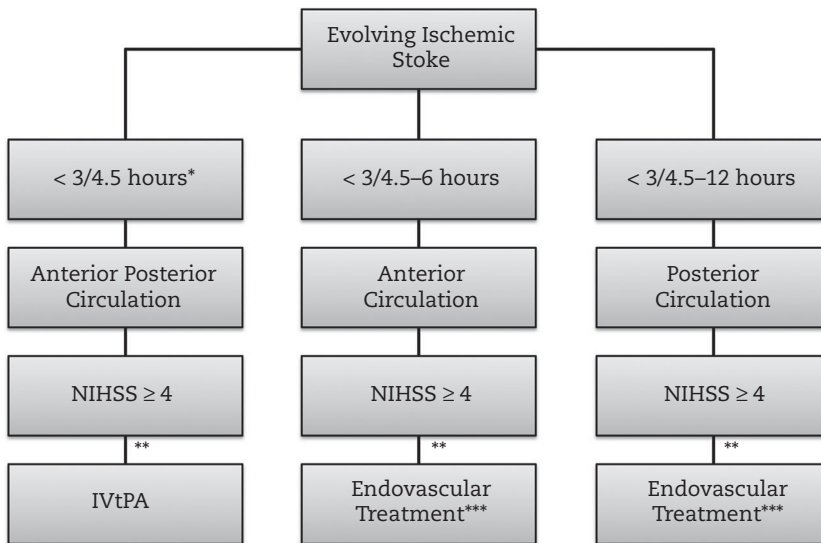 Evolving Ischemic
Stoke
< 3/4.5 hours*
< 3/4.5–6 hours
< 3/4.5–12 hours
Anterior Posterior
Circulation
Anterior
Circulation
Posterior
Circulation
NIHSS ≥ 4
NIHSS ≥ 4
NIHSS ≥ 4
**
**
**
IVtPA
Endovascular
Treatment***
Endovascular
Treatment***